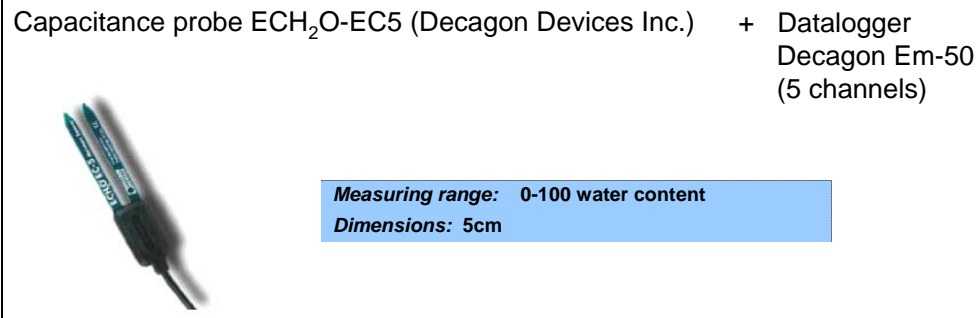 Capacitance probe ECH₂O-EC5 (Decagon Devices Inc.) + Datalogger
Decagon Em-50
(5 channels)
Measuring range: 0-100 water content
Dimensions: 5cm